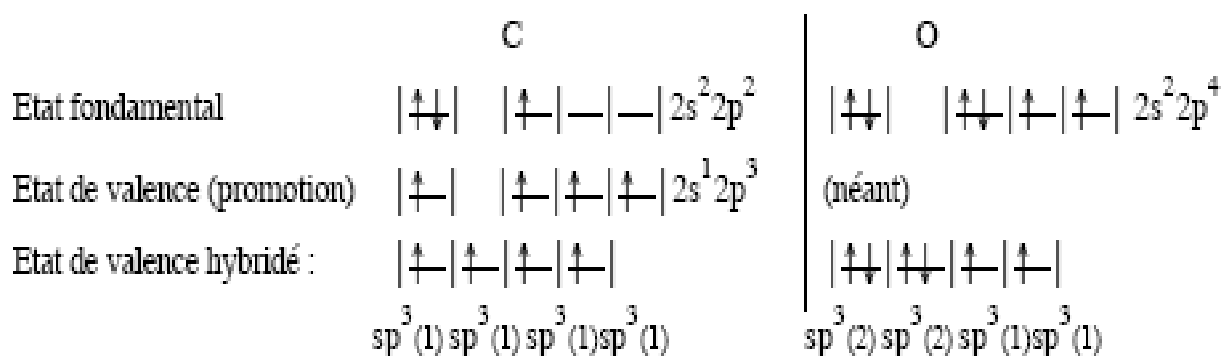 C O
Etat fondamental |↑↓| |↑|_|_| 2s²2p² |↑↓| |↑↓|↑|↑| 2s²2p⁴
Etat de valence (promotion) |↑| |↑|↑|↑| 2s¹2p³ (néant)
Etat de valence hybridé : |↑|↑|↑|↑| |↑↓|↑↓|↑|↑|
sp³(1) sp³(1) sp³(1) sp³(1) sp³(2) sp³(2) sp³(1) sp³(1)